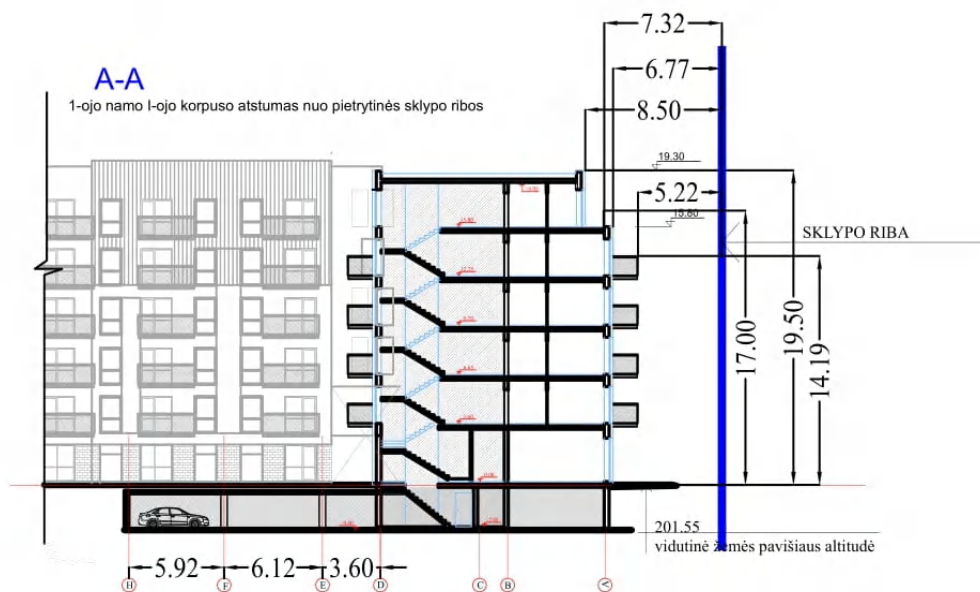 7.32
A-A
6.77
1-ojo namo I-ojo korpuso atstumas nuo pietrytinės sklypo ribos
8.50
19.30
5.22
15.80
SKLYPO RIBA
17.00
19.50
14.19
201.55
vidutinė žemės paviršiaus altitudė
5.92
6.12
3.60
H
F
E
D
C
B
A